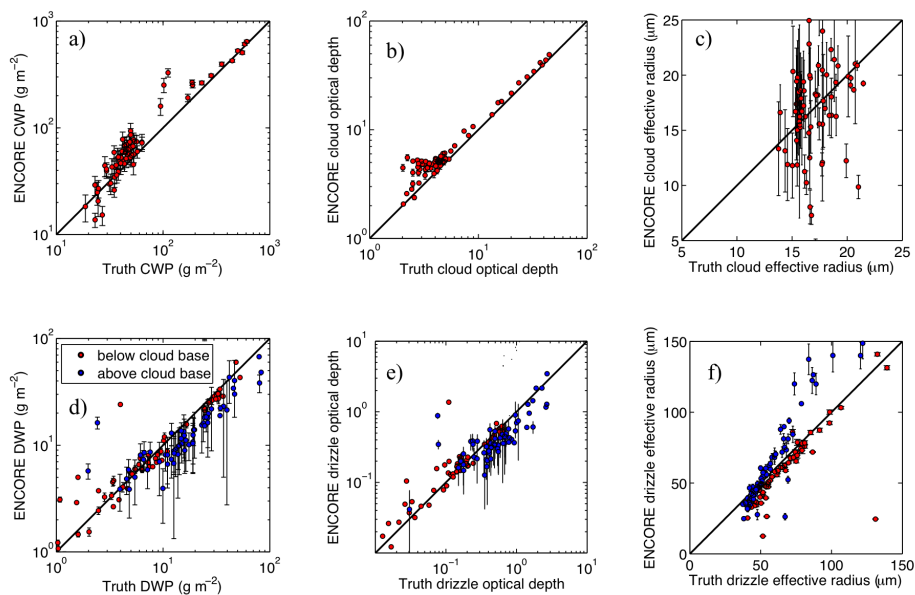 a)
10³
10²
10¹
10¹
10²
10³
ENCORE CWP (g m⁻²)
Truth CWP (g m⁻²)
b)
10²
10¹
10⁰
10⁰
10¹
10²
ENCORE cloud optical depth
Truth cloud optical depth
c)
25
20
15
10
5
5
10
15
20
25
ENCORE cloud effective radius (μm)
Truth cloud effective radius (μm)
d)
below cloud base
above cloud base
10²
10¹
10⁰
10⁰
10¹
10²
ENCORE DWP (g m⁻²)
Truth DWP (g m⁻²)
e)
10¹
10⁰
10⁻¹
10⁻¹
10⁰
10¹
ENCORE drizzle optical depth
Truth drizzle optical depth
f)
150
100
50
0
0
50
100
150
ENCORE drizzle effective radius (μm)
Truth drizzle effective radius (μm)